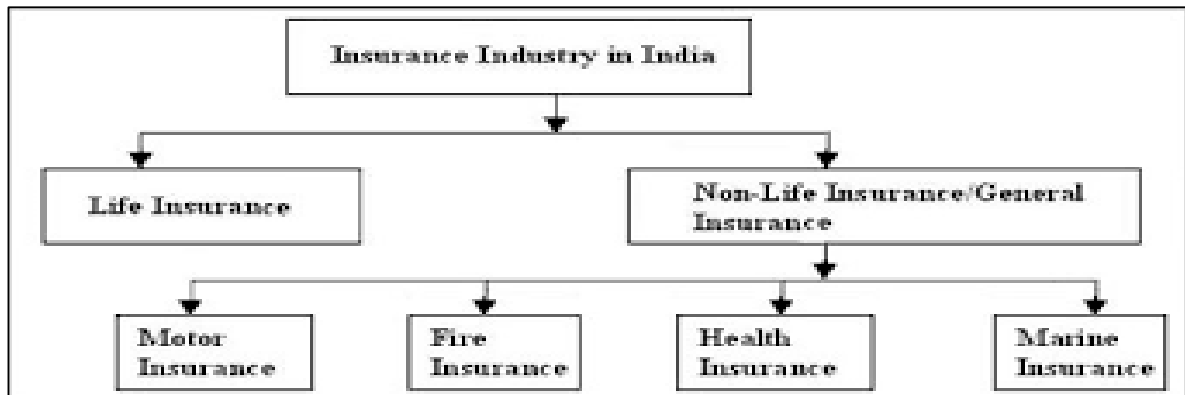 Insurance Industry in India
Life Insurance
Non-Life Insurance/General
Insurance
Motor
Insurance
Fire
Insurance
Health
Insurance
Marine
Insurance